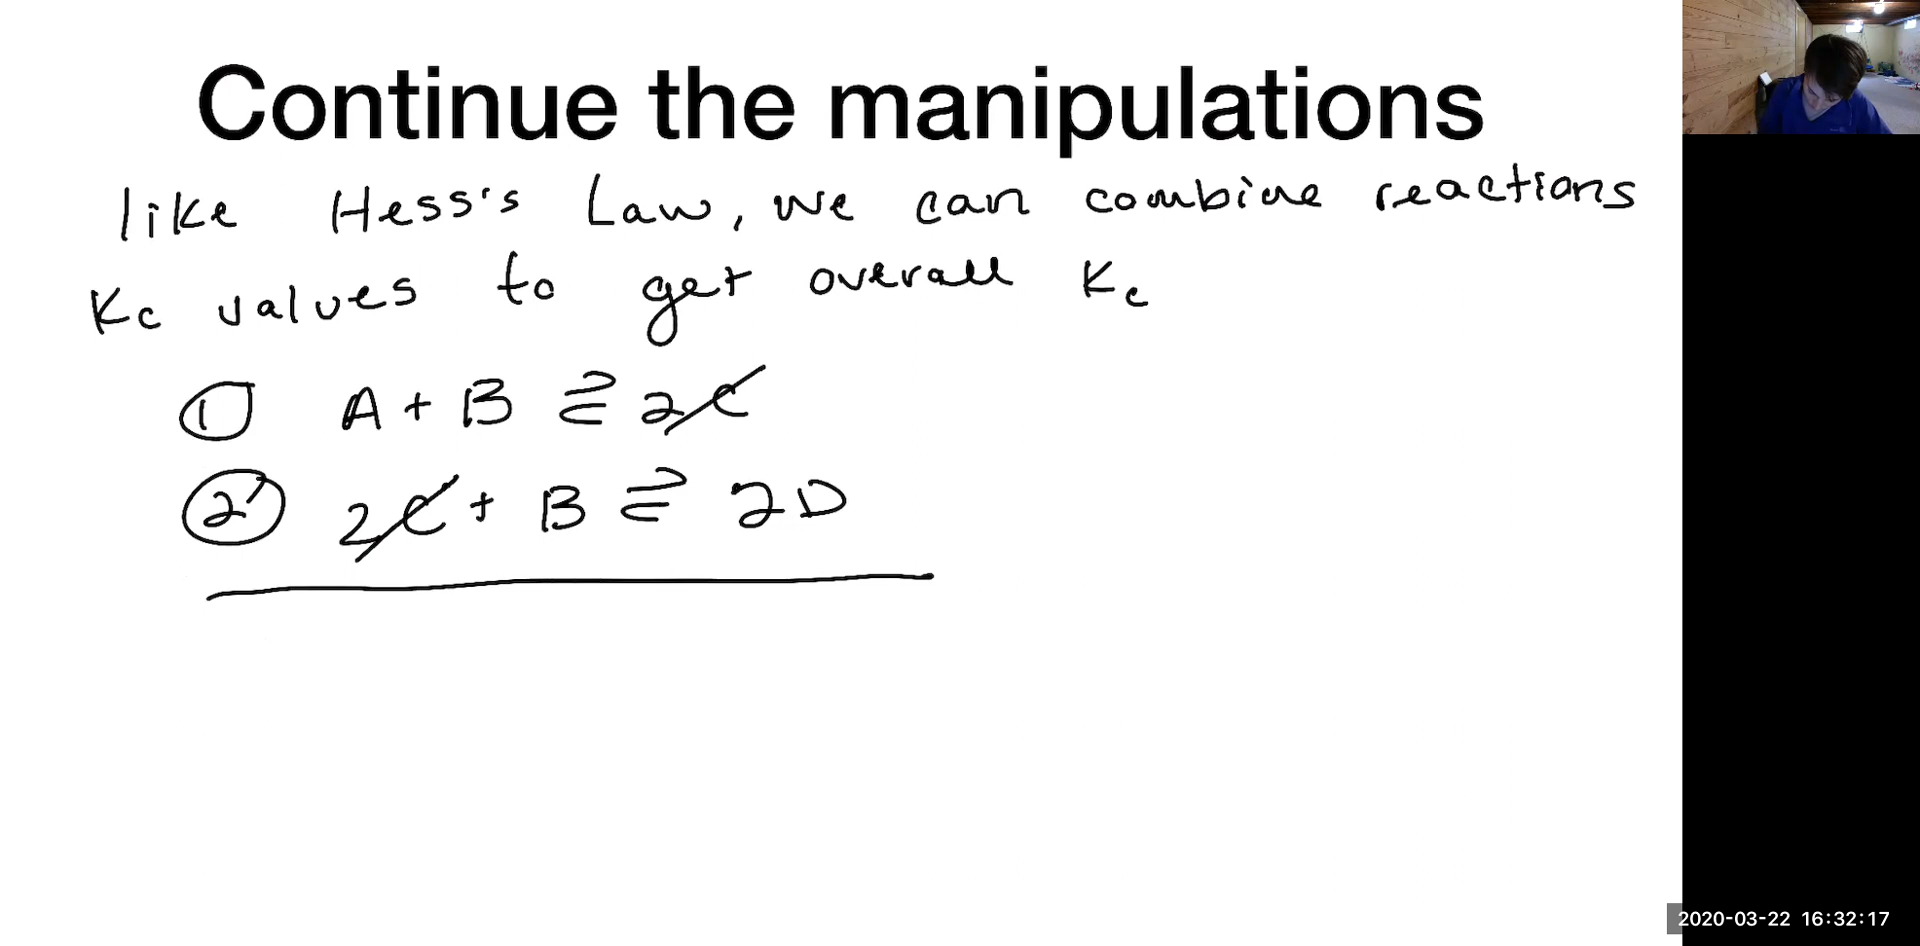 Continue the manipulations
like Hess's Law, we can combine reactions
Kc values to get overall Kc
① A + B ⇌ 2C
②' 2C + B ⇌ 2D
2020-03-22 16:32:17